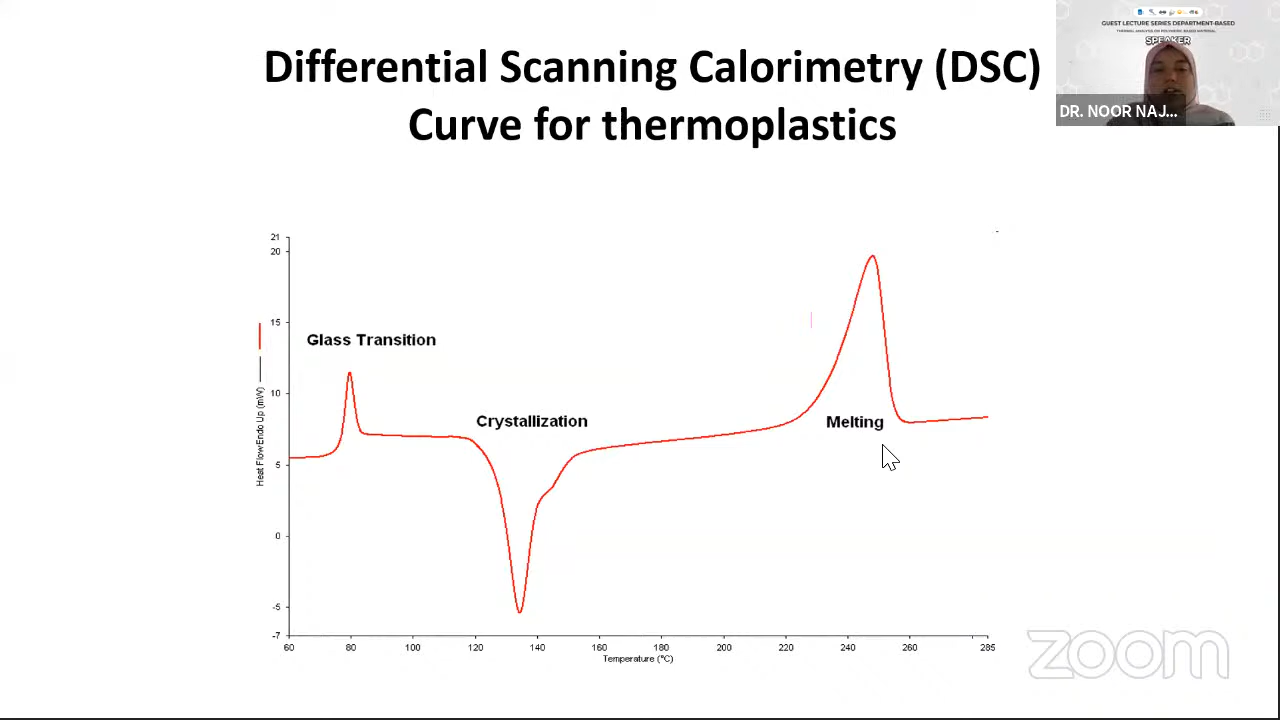 Differential Scanning Calorimetry (DSC)
Curve for thermoplastics
GUEST LECTURE SERIES DEPARTMENT-BASED
THERMAL ANALYSIS ON POLYMERIC-BASED MATERIAL
SPEAKER
DR. NOOR NAJ...
21
20
15
10
5
0
-5
-7
Heat Flow Endo Up (mW)
Glass Transition
Crystallization
Melting
60 80 100 120 140 160 180 200 220 240 260 285
Temperature (°C)
zoom